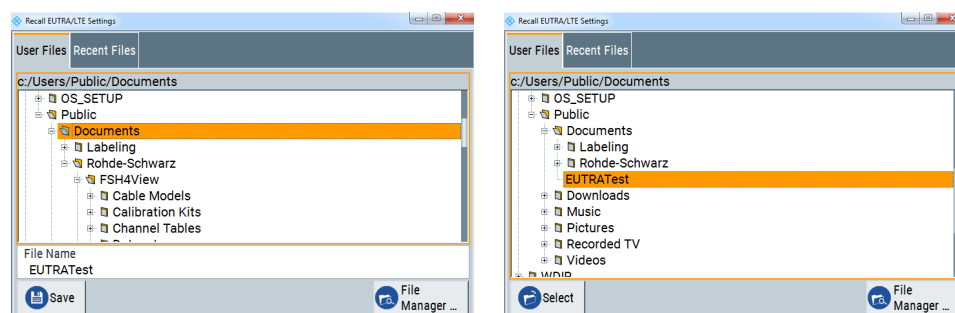 Recall EUTRA/LTE Settings
User Files Recent Files
c:/Users/Public/Documents
OS_SETUP
Public
Documents
Labeling
Rohde-Schwarz
FSH4View
Cable Models
Calibration Kits
Channel Tables
File Name
EUTRATest
Save
File
Manager ...
Recall EUTRA/LTE Settings
User Files Recent Files
c:/Users/Public/Documents
OS_SETUP
Public
Documents
Labeling
Rohde-Schwarz
EUTRATest
Downloads
Music
Pictures
Recorded TV
Videos
WDIP
Select
File
Manager ...